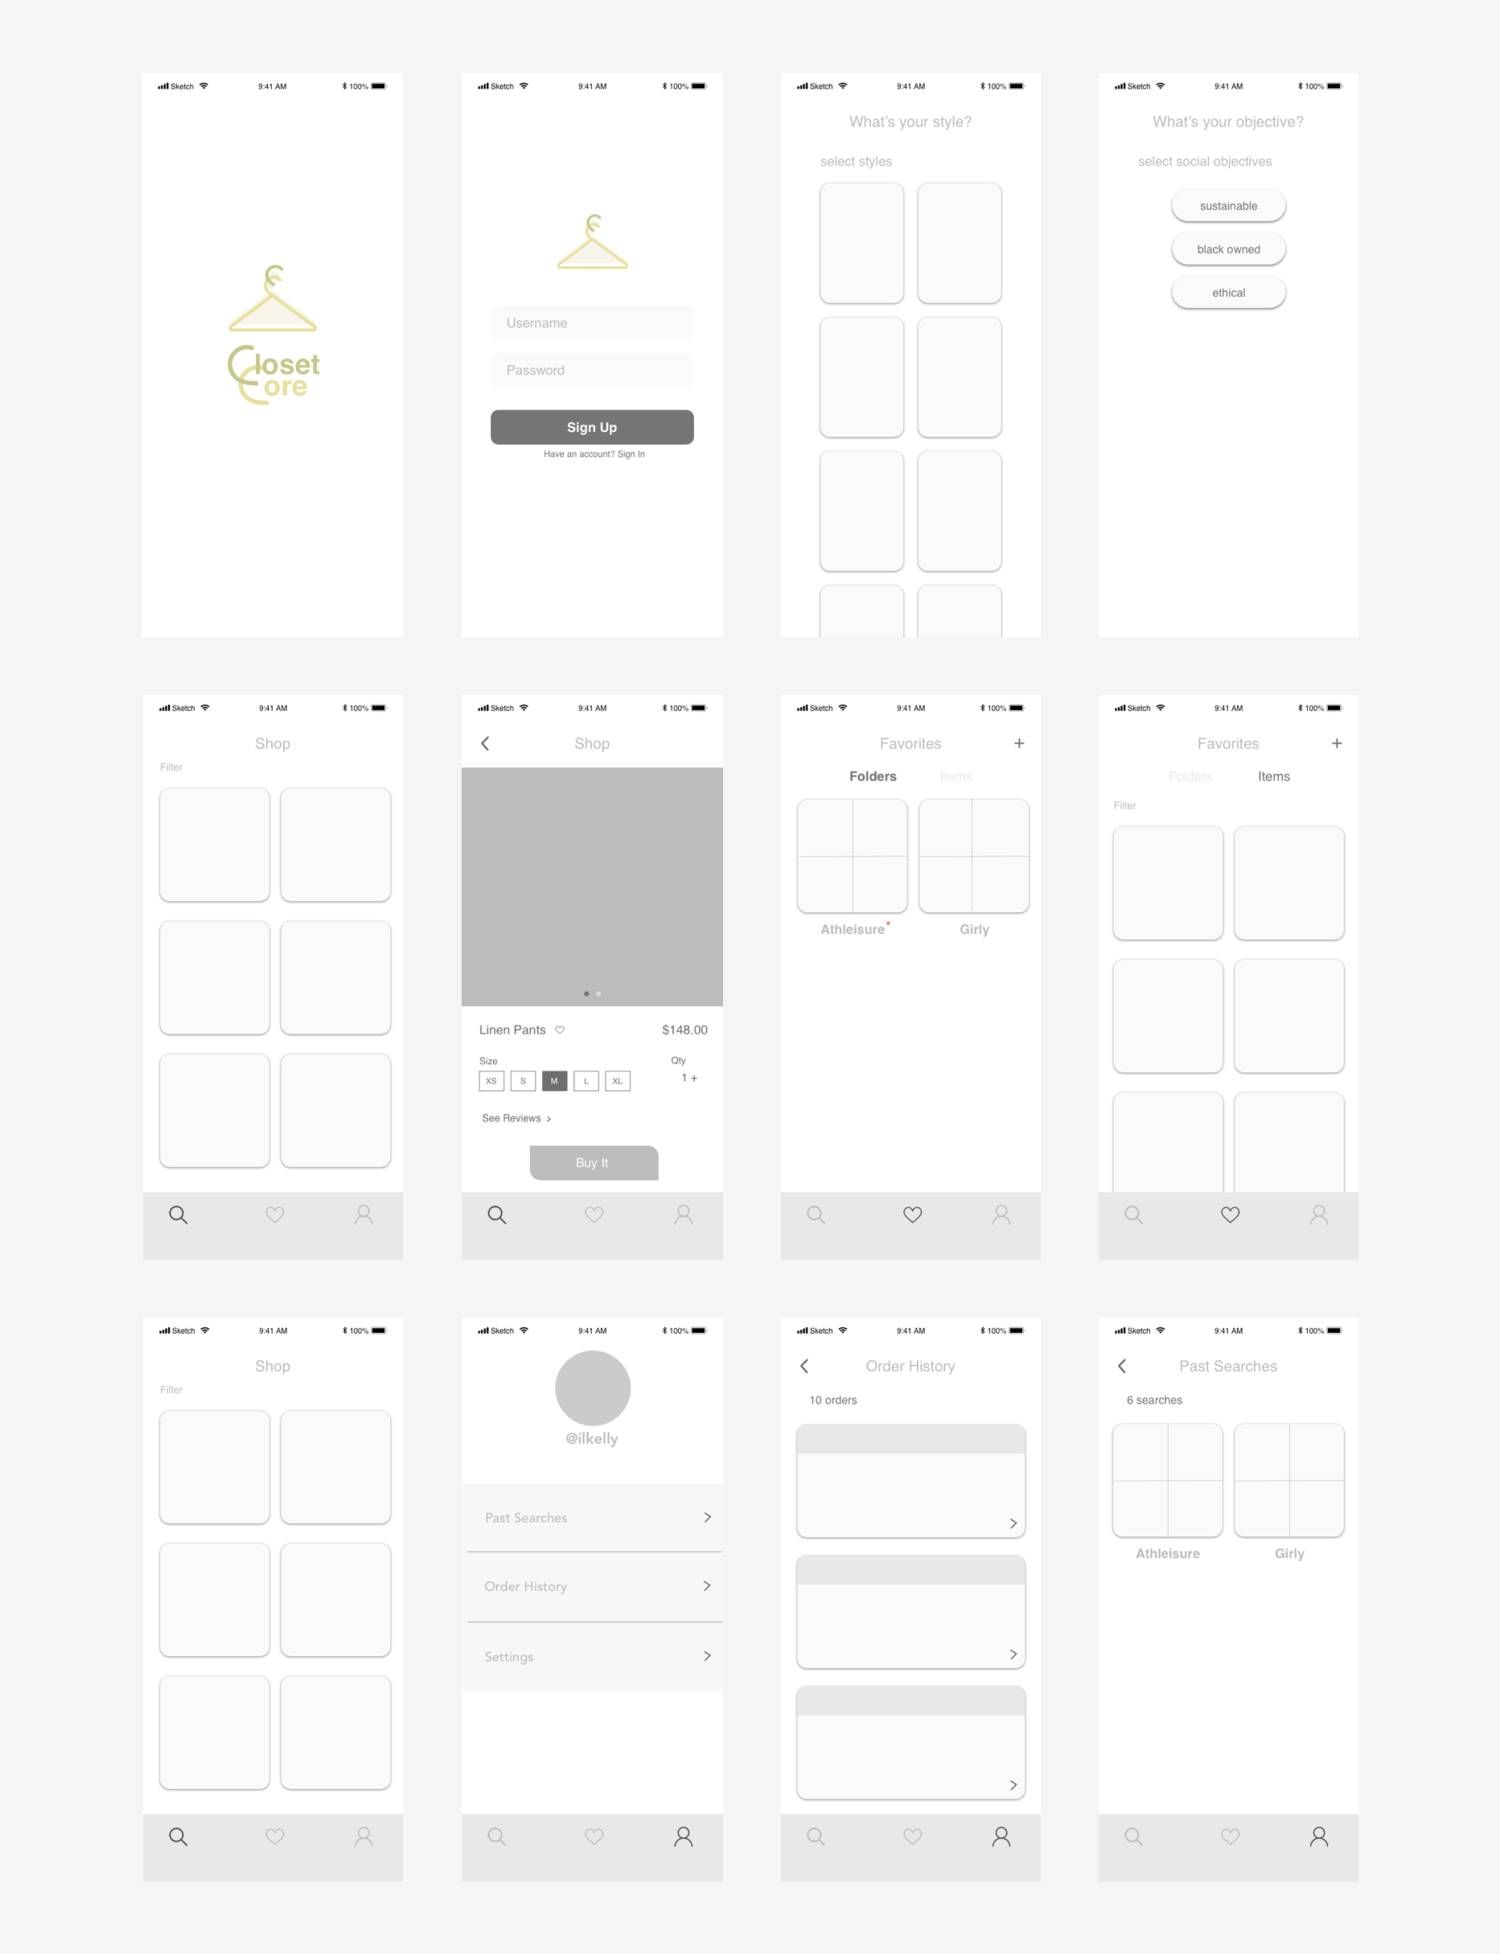 Sketch 9:41 AM 100%
Closet
Core
Sketch 9:41 AM 100%
Username
Password
Sign Up
Have an account? Sign In
Sketch 9:41 AM 100%
What's your style?
select styles
Sketch 9:41 AM 100%
What's your objective?
select social objectives
sustainable
black owned
ethical
Sketch 9:41 AM 100%
Shop
Filter
Sketch 9:41 AM 100%
Shop
Linen Pants $148.00
Size Qty
XS S M L XL 1 +
See Reviews >
Buy It
Sketch 9:41 AM 100%
Favorites +
Folders Items
Athleisure Girly
Sketch 9:41 AM 100%
Favorites +
Folders Items
Filter
Sketch 9:41 AM 100%
Shop
Filter
Sketch 9:41 AM 100%
@ilkelly
Past Searches
Order History
Settings
Sketch 9:41 AM 100%
Order History
10 orders
Sketch 9:41 AM 100%
Past Searches
6 searches
Athleisure Girly